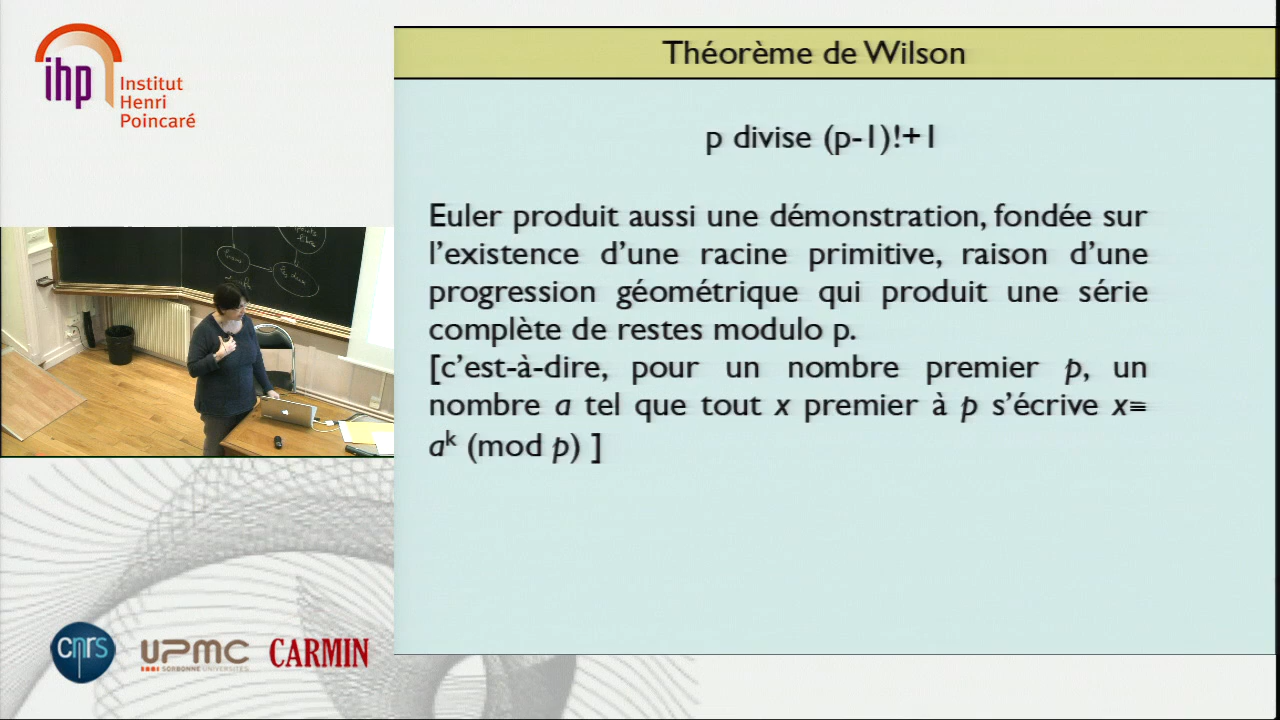 ihp
Institut
Henri
Poincaré
Théorème de Wilson
p divise (p-1)!+1
Euler produit aussi une démonstration, fondée sur
l'existence d'une racine primitive, raison d'une
progression géométrique qui produit une série
complète de restes modulo p.
[c'est-à-dire, pour un nombre premier p, un
nombre a tel que tout x premier à p s'écrive x≡
aᵏ (mod p) ]
cnrs
UPMC
SORBONNE UNIVERSITÉS
CARMIN